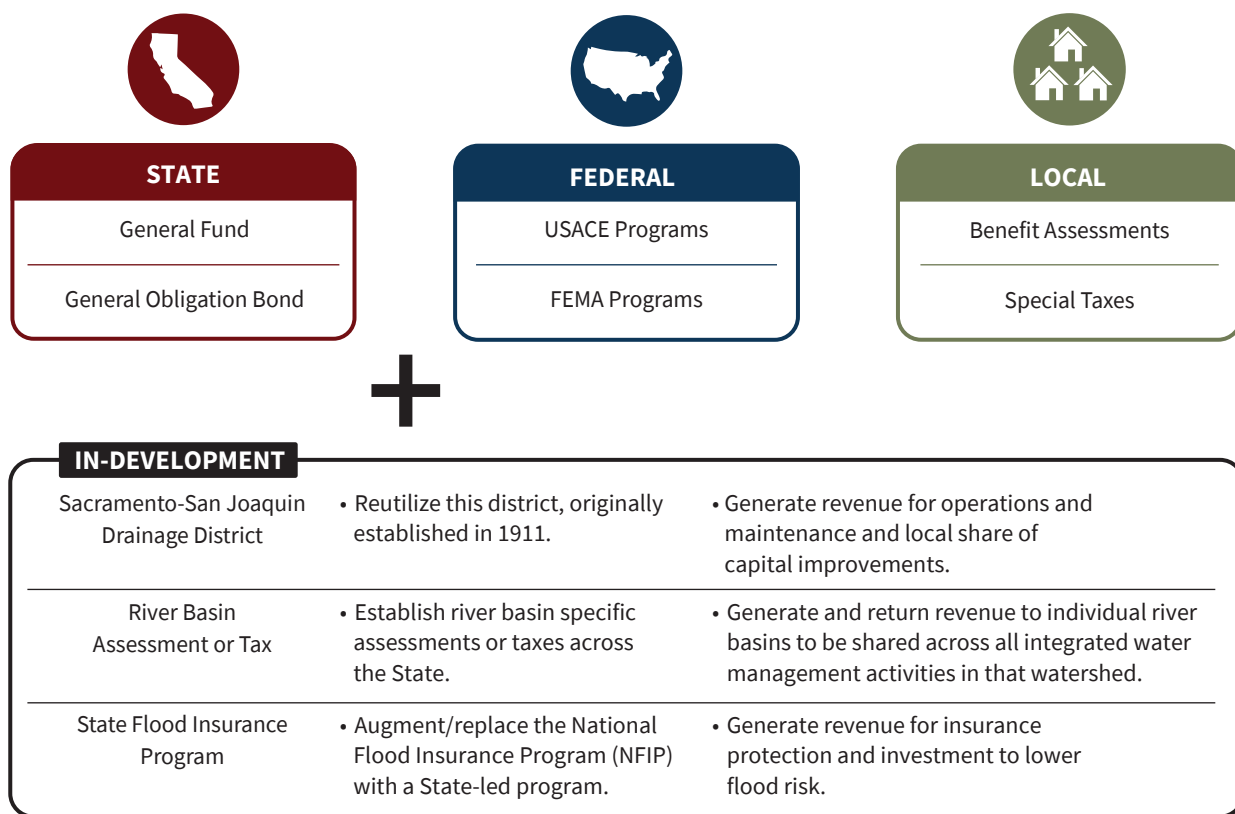 STATE
General Fund
General Obligation Bond
FEDERAL
USACE Programs
FEMA Programs
LOCAL
Benefit Assessments
Special Taxes
IN-DEVELOPMENT
Sacramento-San Joaquin
Drainage District
• Reutilize this district, originally
established in 1911.
• Generate revenue for operations and
maintenance and local share of
capital improvements.
River Basin
Assessment or Tax
• Establish river basin specific
assessments or taxes across
the State.
• Generate and return revenue to individual river
basins to be shared across all integrated water
management activities in that watershed.
State Flood Insurance
Program
• Augment/replace the National
Flood Insurance Program (NFIP)
with a State-led program.
• Generate revenue for insurance
protection and investment to lower
flood risk.